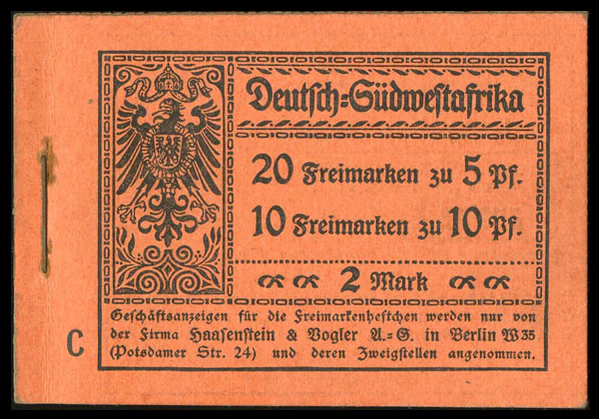 Deutsch=Südwestafrika
20 Freimarken zu 5 Pf.
10 Freimarken zu 10 Pf.
2 Mark
Geschäftsanzeigen für die Freimarkenheftchen werden nur von
der Firma Haasenstein & Vogler A.=G. in Berlin W 35
(Potsdamer Str. 24) und deren Zweigstellen angenommen.
C